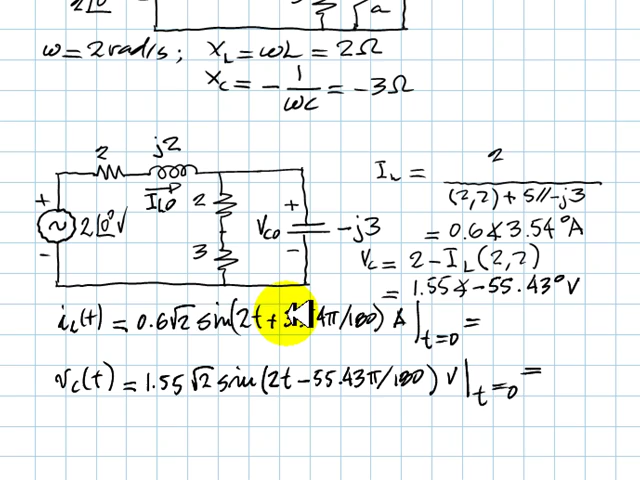 2∠0
a
ω = 2 rad/s; X_L = ωL = 2Ω
X_C = -1/ωC = -3Ω
2 j2
+ 2∠0° V -
I_L0
2
3
+ V_C0 - -j3
I_L = 2/((2,2)+5//-j3)
= 0.6∡3.54° A
V_C = 2 - I_L(2,2)
= 1.55∡-55.43° V
i_L(t) = 0.6√2 sin(2t + 4π/180) A |t=0 =
v_C(t) = 1.55√2 sin(2t - 55.43π/180) V |t=0 =